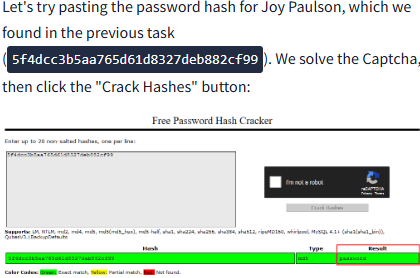 Let's try pasting the password hash for Joy Paulson, which we
found in the previous task
(5f4dcc3b5aa765d61d8327deb882cf99). We solve the Captcha,
then click the "Crack Hashes" button:
Free Password Hash Cracker
Enter up to 20 non-salted hashes, one per line:
5f4dcc3b5aa765d61d8327deb882cf99
I'm not a robot
reCAPTCHA
Privacy - Terms
Crack Hashes
Supports: LM, NTLM, md2, md4, md5, md5(md5_hex), md5-half, sha1, sha224, sha256, sha384, sha512, ripeMD160, whirlpool, MySQL 4.1+ (sha1(sha1_bin)),
QubesV3.1BackupDefaults
Hash Type Result
5f4dcc3b5aa765d61d8327deb882cf99 md5 password
Color Codes: Green: Exact match, Yellow: Partial match, Red: Not found.